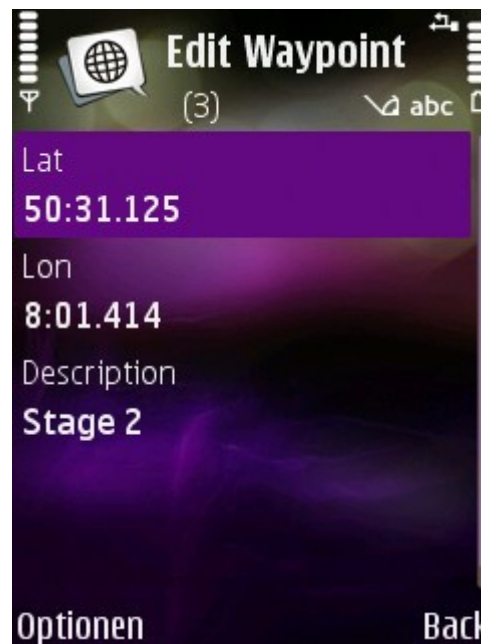 Edit Waypoint
(3)
abc
Lat
50:31.125
Lon
8:01.414
Description
Stage 2
Optionen
Back